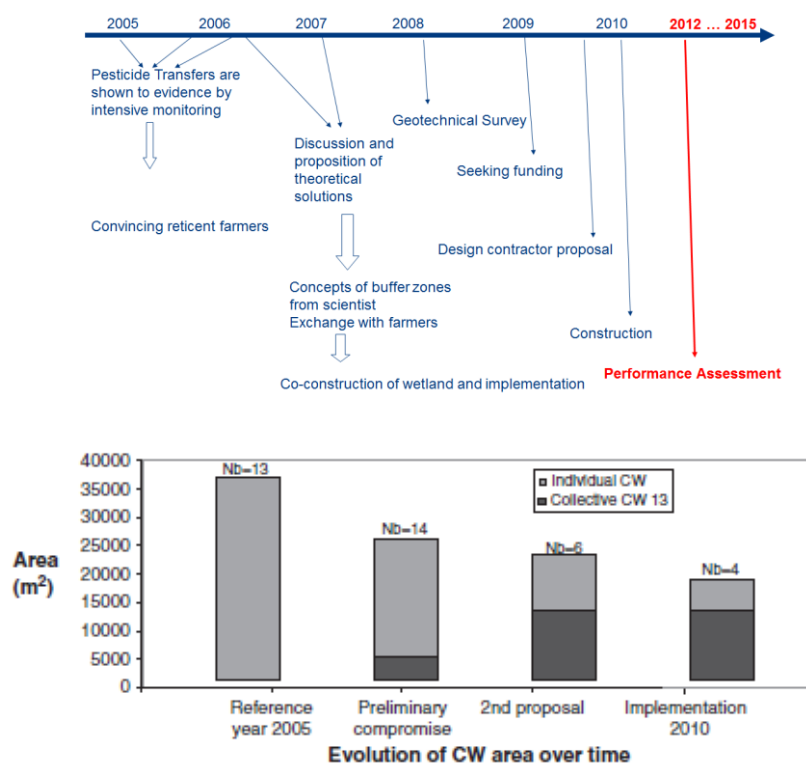 2005 2006 2007 2008 2009 2010 2012 … 2015
Pesticide Transfers are
shown to evidence by
intensive monitoring
Convincing reticent farmers
Discussion and
proposition of
theoretical
solutions
Concepts of buffer zones
from scientist
Exchange with farmers
Co-construction of wetland and implementation
Geotechnical Survey
Seeking funding
Design contractor proposal
Construction
Performance Assessment
40000
35000
30000
25000
20000
15000
10000
5000
0
Area
(m²)
Nb=13
Nb=14
Nb=6
Nb=4
Individual CW
Collective CW 13
Reference
year 2005
Preliminary
compromise
2nd proposal
Implementation
2010
Evolution of CW area over time